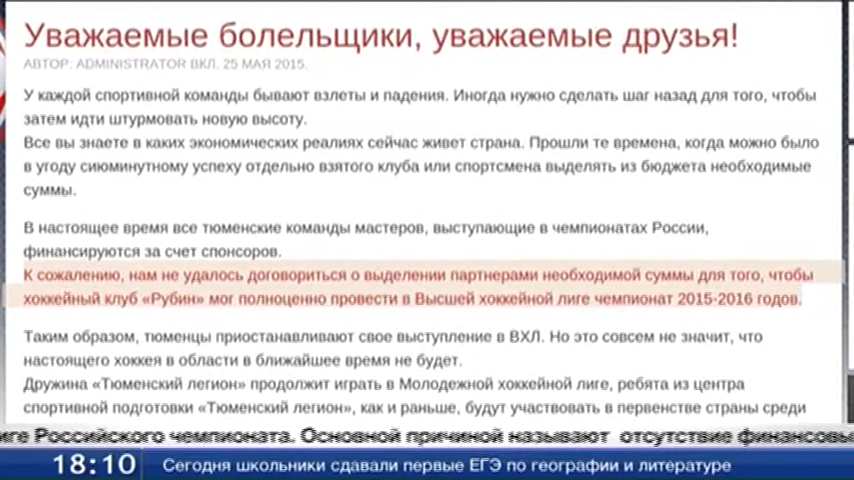 Уважаемые болельщики, уважаемые друзья!
АВТОР: ADMINISTRATOR ВКЛ. 25 МАЯ 2015.
У каждой спортивной команды бывают взлеты и падения. Иногда нужно сделать шаг назад для того, чтобы
затем идти штурмовать новую высоту.
Все вы знаете в каких экономических реалиях сейчас живет страна. Прошли те времена, когда можно было
в угоду сиюминутному успеху отдельно взятого клуба или спортсмена выделять из бюджета необходимые
суммы.
В настоящее время все тюменские команды мастеров, выступающие в чемпионатах России,
финансируются за счет спонсоров.
К сожалению, нам не удалось договориться о выделении партнерами необходимой суммы для того, чтобы
хоккейный клуб «Рубин» мог полноценно провести в Высшей хоккейной лиге чемпионат 2015-2016 годов.
Таким образом, тюменцы приостанавливают свое выступление в ВХЛ. Но это совсем не значит, что
настоящего хоккея в области в ближайшее время не будет.
Дружина «Тюменский легион» продолжит играть в Молодежной хоккейной лиге, ребята из центра
спортивной подготовки «Тюменский легион», как и раньше, будут участвовать в первенстве страны среди
иге Российского чемпионата. Основной причиной называют отсутствие финансовы
18:10 Сегодня школьники сдавали первые ЕГЭ по географии и литературе